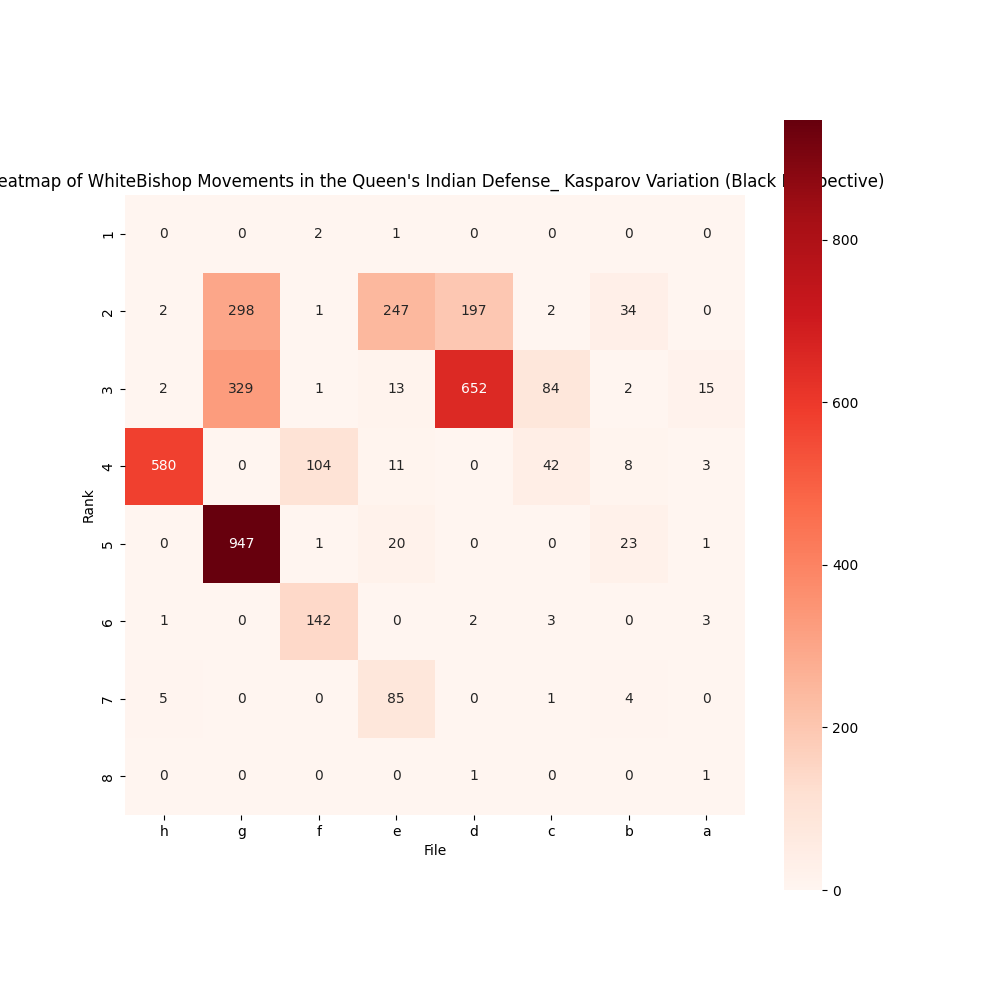 eatmap of WhiteBishop Movements in the Queen's Indian Defense_ Kasparov Variation (Black Perspective)
1 0 0 2 1 0 0 0 0
2 2 298 1 247 197 2 34 0
3 2 329 1 13 652 84 2 15
4 580 0 104 11 0 42 8 3
5 0 947 1 20 0 0 23 1
6 1 0 142 0 2 3 0 3
7 5 0 0 85 0 1 4 0
8 0 0 0 0 1 0 0 1
h g f e d c b a
File
Rank
800
600
400
200
0